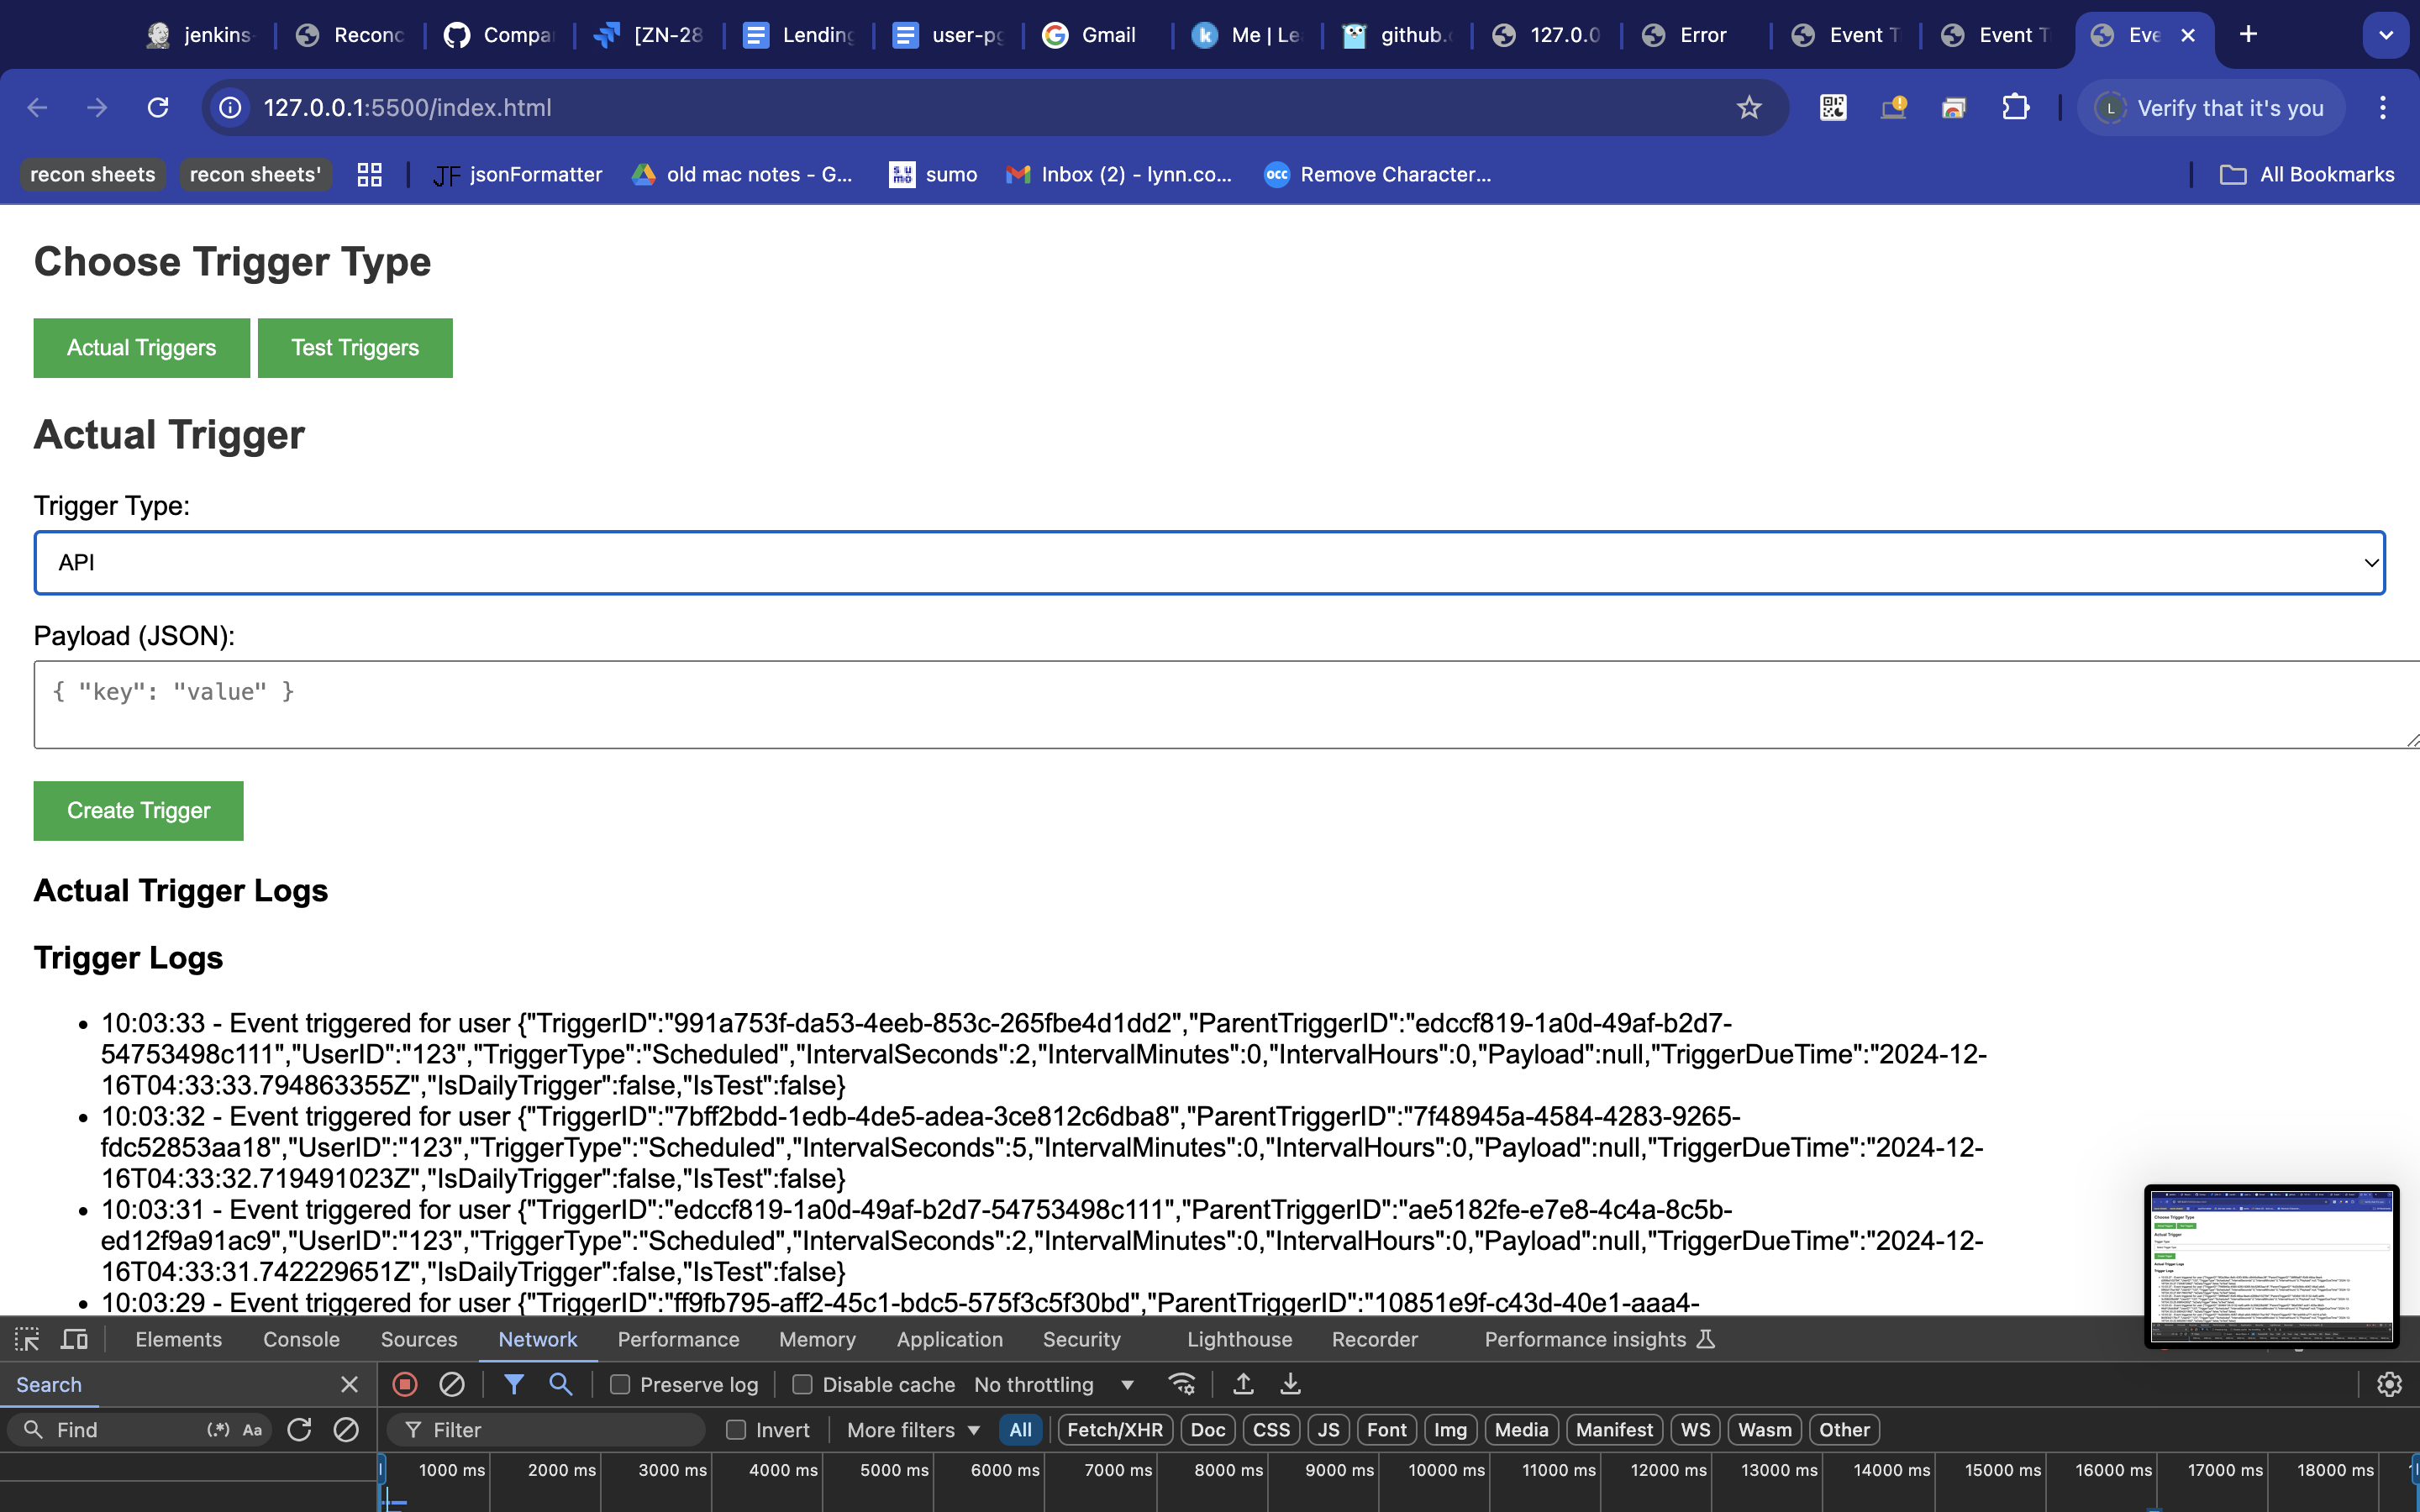 jenkins
Reconc
Compar
[ZN-28
Lending
user-pg
Gmail
Me | Le
github.
127.0.0
Error
Event T
Event T
Eve
127.0.0.1:5500/index.html
Verify that it's you
recon sheets
recon sheets'
jsonFormatter
old mac notes - G...
sumo
Inbox (2) - lynn.co...
Remove Character...
All Bookmarks
Choose Trigger Type
Actual Triggers
Test Triggers
Actual Trigger
Trigger Type:
API
Payload (JSON):
{ "key": "value" }
Create Trigger
Actual Trigger Logs
Trigger Logs
10:03:33 - Event triggered for user {"TriggerID":"991a753f-da53-4eeb-853c-265fbe4d1dd2","ParentTriggerID":"edccf819-1a0d-49af-b2d7-
54753498c111","UserID":"123","TriggerType":"Scheduled","IntervalSeconds":2,"IntervalMinutes":0,"IntervalHours":0,"Payload":null,"TriggerDueTime":"2024-12-
16T04:33:33.794863355Z","IsDailyTrigger":false,"IsTest":false}
10:03:32 - Event triggered for user {"TriggerID":"7bff2bdd-1edb-4de5-adea-3ce812c6dba8","ParentTriggerID":"7f48945a-4584-4283-9265-
fdc52853aa18","UserID":"123","TriggerType":"Scheduled","IntervalSeconds":5,"IntervalMinutes":0,"IntervalHours":0,"Payload":null,"TriggerDueTime":"2024-12-
16T04:33:32.719491023Z","IsDailyTrigger":false,"IsTest":false}
10:03:31 - Event triggered for user {"TriggerID":"edccf819-1a0d-49af-b2d7-54753498c111","ParentTriggerID":"ae5182fe-e7e8-4c4a-8c5b-
ed12f9a91ac9","UserID":"123","TriggerType":"Scheduled","IntervalSeconds":2,"IntervalMinutes":0,"IntervalHours":0,"Payload":null,"TriggerDueTime":"2024-12-
16T04:33:31.742229651Z","IsDailyTrigger":false,"IsTest":false}
10:03:29 - Event triggered for user {"TriggerID":"ff9fb795-aff2-45c1-bdc5-575f3c5f30bd","ParentTriggerID":"10851e9f-c43d-40e1-aaa4-
Elements
Console
Sources
Network
Performance
Memory
Application
Security
Lighthouse
Recorder
Performance insights
Search
Preserve log
Disable cache
No throttling
Find
(.*)
Aa
Filter
Invert
More filters
All
Fetch/XHR
Doc
CSS
JS
Font
Img
Media
Manifest
WS
Wasm
Other
1000 ms
2000 ms
3000 ms
4000 ms
5000 ms
6000 ms
7000 ms
8000 ms
9000 ms
10000 ms
11000 ms
12000 ms
13000 ms
14000 ms
15000 ms
16000 ms
17000 ms
18000 ms